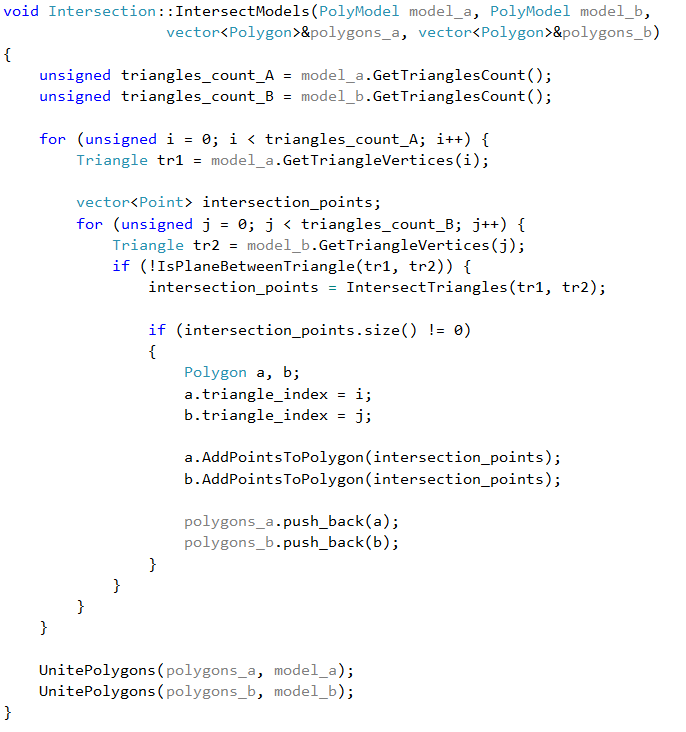 void Intersection::IntersectModels(PolyModel model_a, PolyModel model_b,
                  vector<Polygon>&polygons_a, vector<Polygon>&polygons_b)
{
    unsigned triangles_count_A = model_a.GetTrianglesCount();
    unsigned triangles_count_B = model_b.GetTrianglesCount();

    for (unsigned i = 0; i < triangles_count_A; i++) {
        Triangle tr1 = model_a.GetTriangleVertices(i);

        vector<Point> intersection_points;
        for (unsigned j = 0; j < triangles_count_B; j++) {
            Triangle tr2 = model_b.GetTriangleVertices(j);
            if (!IsPlaneBetweenTriangle(tr1, tr2)) {
                intersection_points = IntersectTriangles(tr1, tr2);

                if (intersection_points.size() != 0)
                {
                    Polygon a, b;
                    a.triangle_index = i;
                    b.triangle_index = j;

                    a.AddPointsToPolygon(intersection_points);
                    b.AddPointsToPolygon(intersection_points);

                    polygons_a.push_back(a);
                    polygons_b.push_back(b);
                }
            }
        }
    }

    UnitePolygons(polygons_a, model_a);
    UnitePolygons(polygons_b, model_b);
}